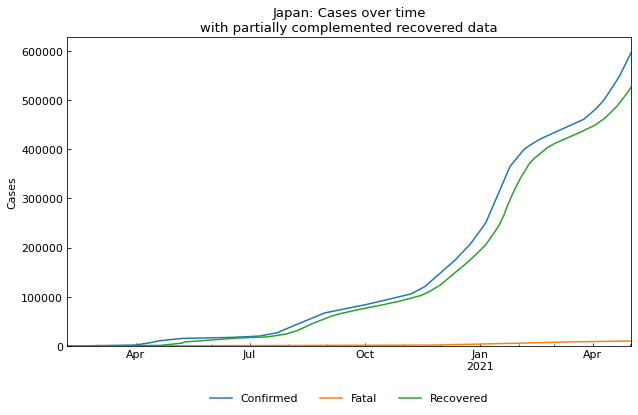 Japan: Cases over time
with partially complemented recovered data
600000
500000
400000
300000
200000
100000
0
Cases
Apr
Jul
Oct
Jan
2021
Apr
Confirmed
Fatal
Recovered